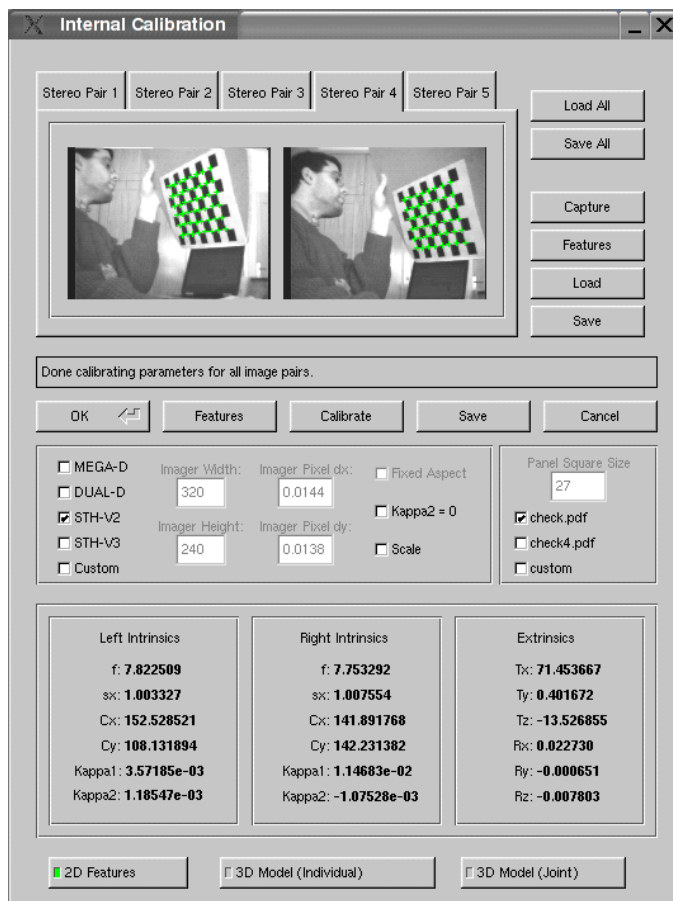 Internal Calibration
Stereo Pair 1 Stereo Pair 2 Stereo Pair 3 Stereo Pair 4 Stereo Pair 5
Load All
Save All
Capture
Features
Load
Save
Done calibrating parameters for all image pairs.
OK Features Calibrate Save Cancel
MEGA-D
DUAL-D
STH-V2
STH-V3
Custom
Imager Width:
320
Imager Height:
240
Imager Pixel dx:
0.0144
Imager Pixel dy:
0.0138
Fixed Aspect
Kappa2 = 0
Scale
Panel Square Size
27
check.pdf
check4.pdf
custom
Left Intrinsics
f: 7.822509
sx: 1.003327
Cx: 152.528521
Cy: 108.131894
Kappa1: 3.57185e-03
Kappa2: 1.18547e-03
Right Intrinsics
f: 7.753292
sx: 1.007554
Cx: 141.891768
Cy: 142.231382
Kappa1: 1.14683e-02
Kappa2: -1.07528e-03
Extrinsics
Tx: 71.453667
Ty: 0.401672
Tz: -13.526855
Rx: 0.022730
Ry: -0.000651
Rz: -0.007803
2D Features 3D Model (Individual) 3D Model (Joint)